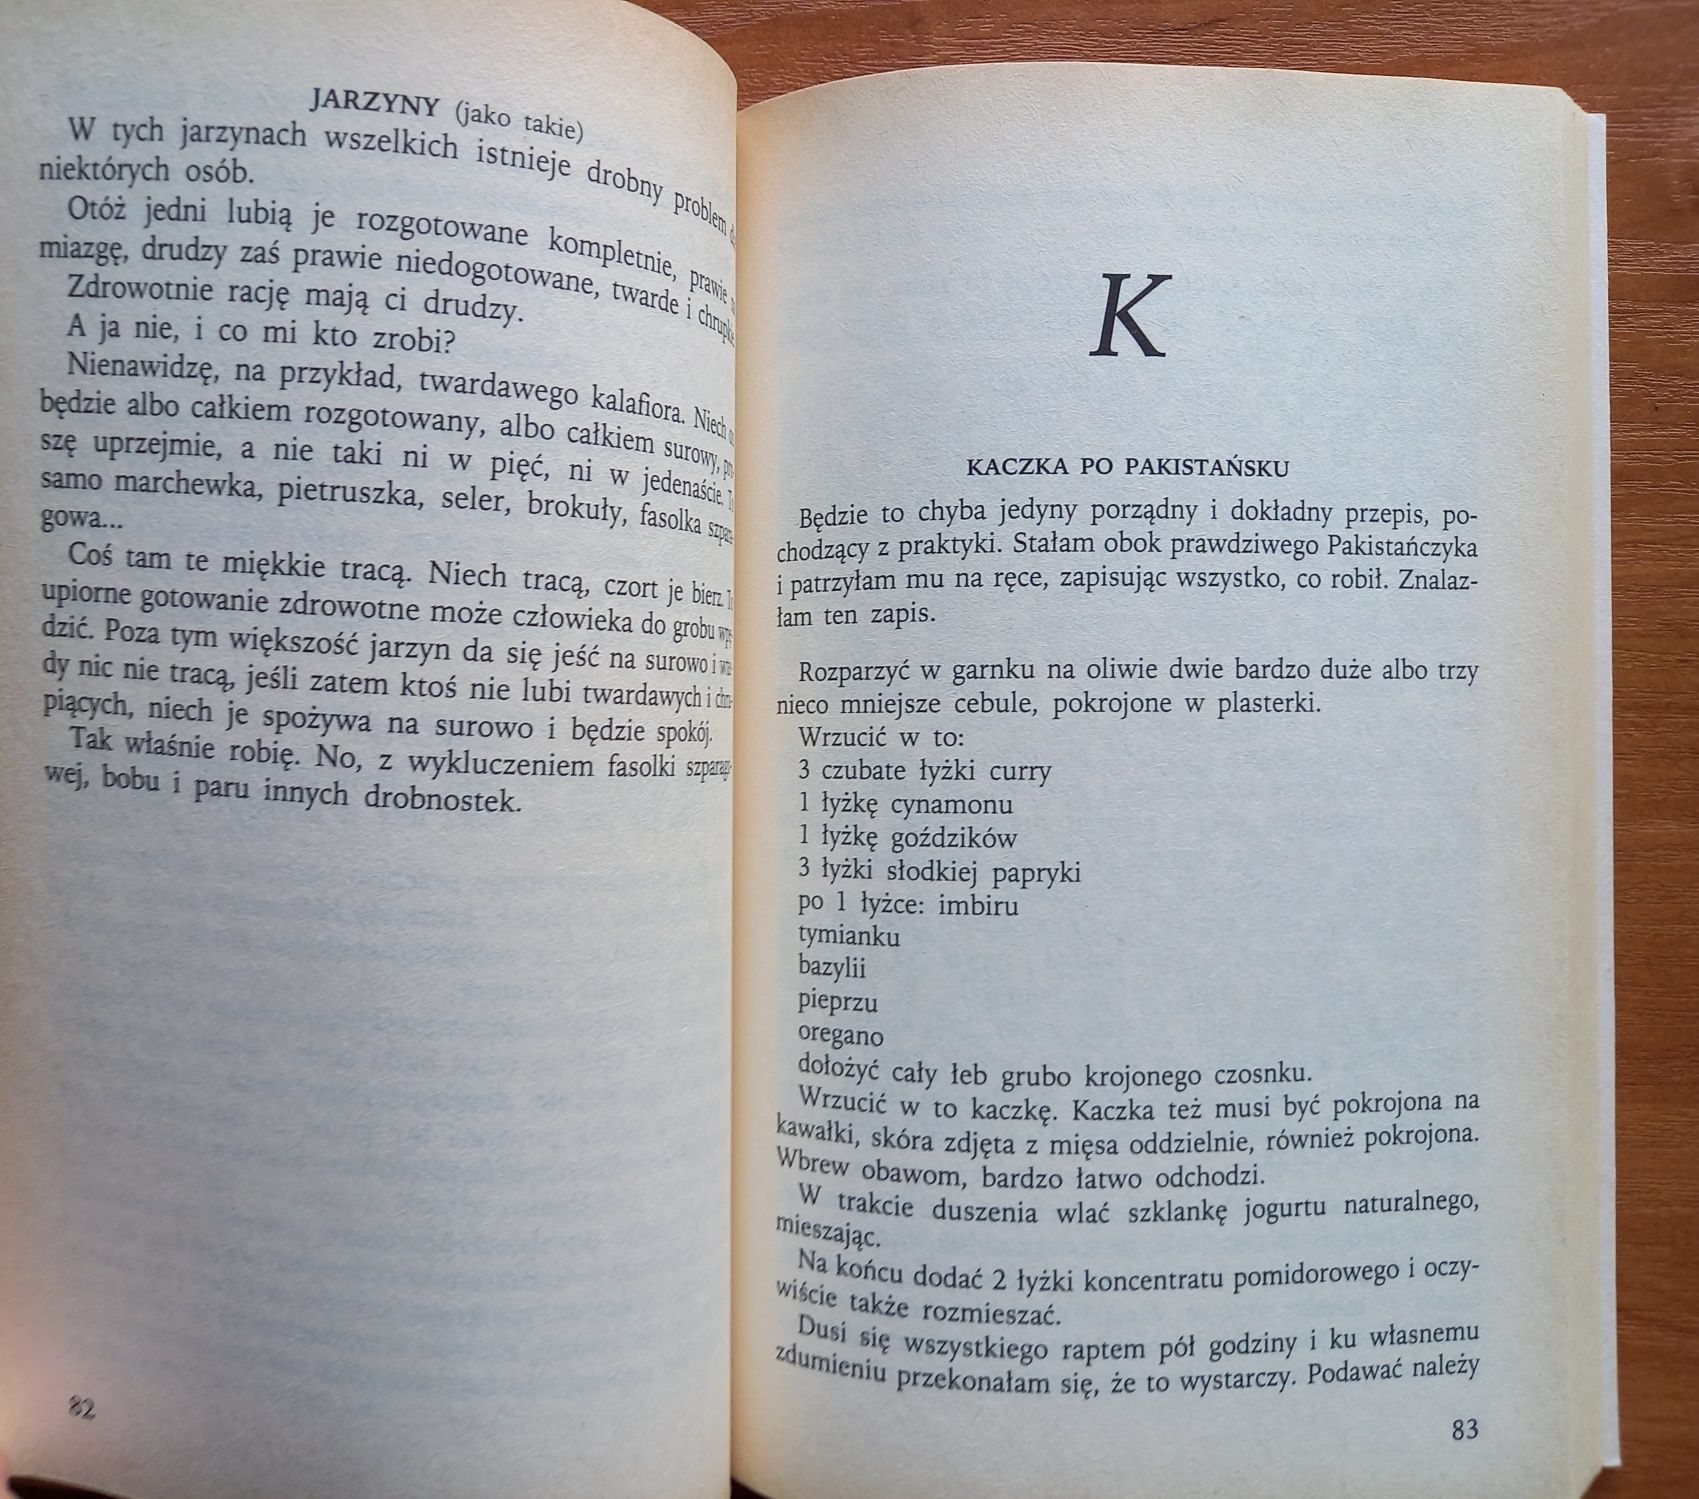 JARZYNY (jako takie)
W tych jarzynach wszelkich istnieje drobny problem
niektórych osób.
Otóż jedni lubią je rozgotowane kompletnie, prawie
miazgę, drudzy zaś prawie niedogotowane, twarde i chrupkie
Zdrowotnie rację mają ci drudzy.
A ja nie, i co mi kto zrobi?
Nienawidzę, na przykład, twardawego kalafiora. Niech
będzie albo całkiem rozgotowany, albo całkiem surowy,
szę uprzejmie, a nie taki ni w pięć, ni w jedenaście.
samo marchewka, pietruszka, seler, brokuły, fasolka szpara-
gowa...
Coś tam te miękkie tracą. Niech tracą, czort je bierz.
upiorne gotowanie zdrowotne może człowieka do grobu
dzić. Poza tym większość jarzyn da się jeść na surowo i
dy nic nie tracą, jeśli zatem ktoś nie lubi twardawych i
piących, niech je spożywa na surowo i będzie spokój.
Tak właśnie robię. No, z wykluczeniem fasolki szparago-
wej, bobu i paru innych drobnostek.
82
K
KACZKA PO PAKISTAŃSKU
Będzie to chyba jedyny porządny i dokładny przepis, po-
chodzący z praktyki. Stałam obok prawdziwego Pakistańczyka
i patrzyłam mu na ręce, zapisując wszystko, co robił. Znalaz-
łam ten zapis.
Rozparzyć w garnku na oliwie dwie bardzo duże albo trzy
nieco mniejsze cebule, pokrojone w plasterki.
Wrzucić w to:
3 czubate łyżki curry
1 łyżkę cynamonu
1 łyżkę goździków
3 łyżki słodkiej papryki
po 1 łyżce: imbiru
tymianku
bazylii
pieprzu
oregano
dołożyć cały łeb grubo krojonego czosnku.
Wrzucić w to kaczkę. Kaczka też musi być pokrojona na
kawałki, skóra zdjęta z mięsa oddzielnie, również pokrojona.
Wbrew obawom, bardzo łatwo odchodzi.
W trakcie duszenia wlać szklankę jogurtu naturalnego,
mieszając.
Na końcu dodać 2 łyżki koncentratu pomidorowego i oczy-
wiście także rozmieszać.
Dusi się wszystkiego raptem pół godziny i ku własnemu
zdumieniu przekonałam się, że to wystarczy. Podawać należy
83